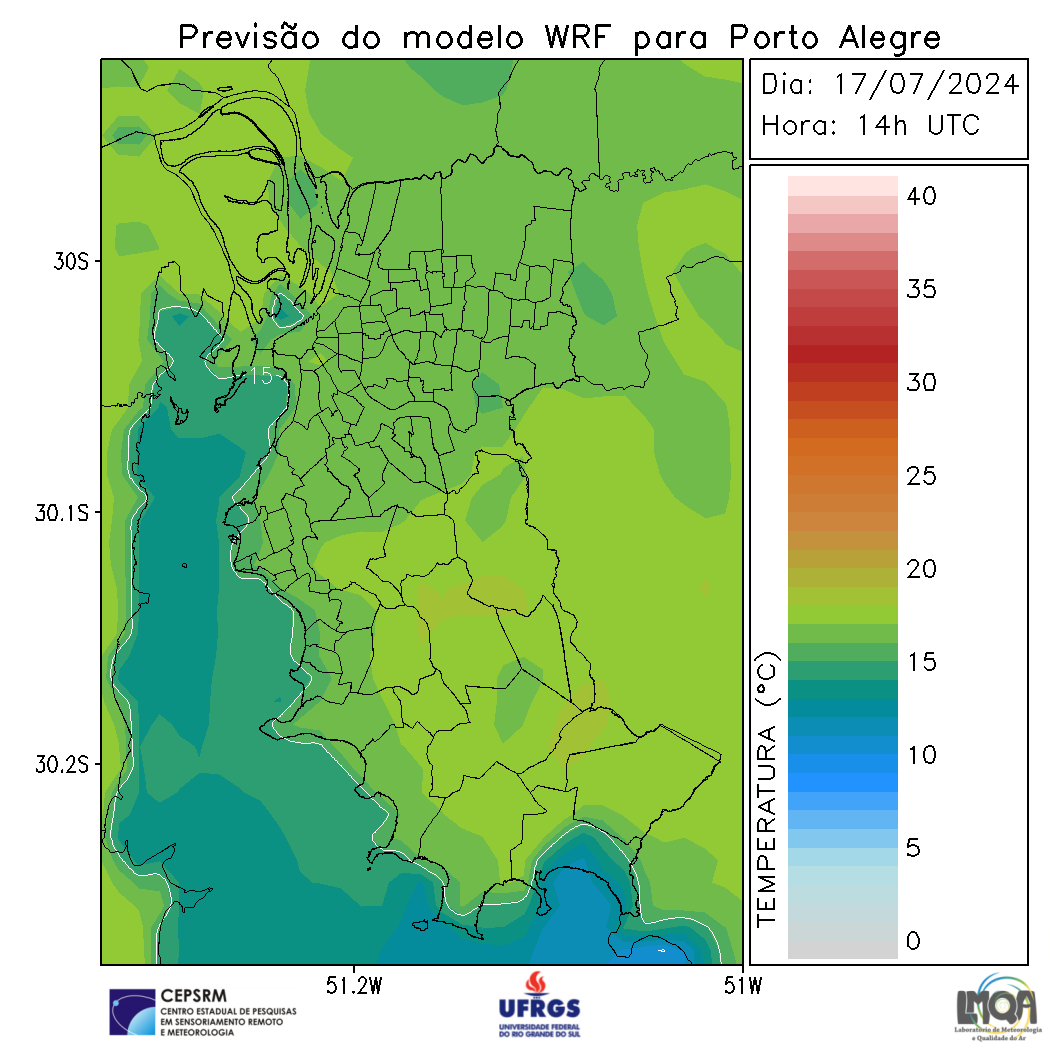 Previsão do modelo WRF para Porto Alegre
Dia: 17/07/2024
Hora: 14h UTC
30S
30.1S
30.2S
51.2W
51W
15
TEMPERATURA (°C)
40
35
30
25
20
15
10
5
0
CEPSRM
CENTRO ESTADUAL DE PESQUISAS
EM SENSORIAMENTO REMOTO
E METEOROLOGIA
UFRGS
UNIVERSIDADE FEDERAL
DO RIO GRANDE DO SUL
LMQA
Laboratório de Meteorologia
e Qualidade do Ar